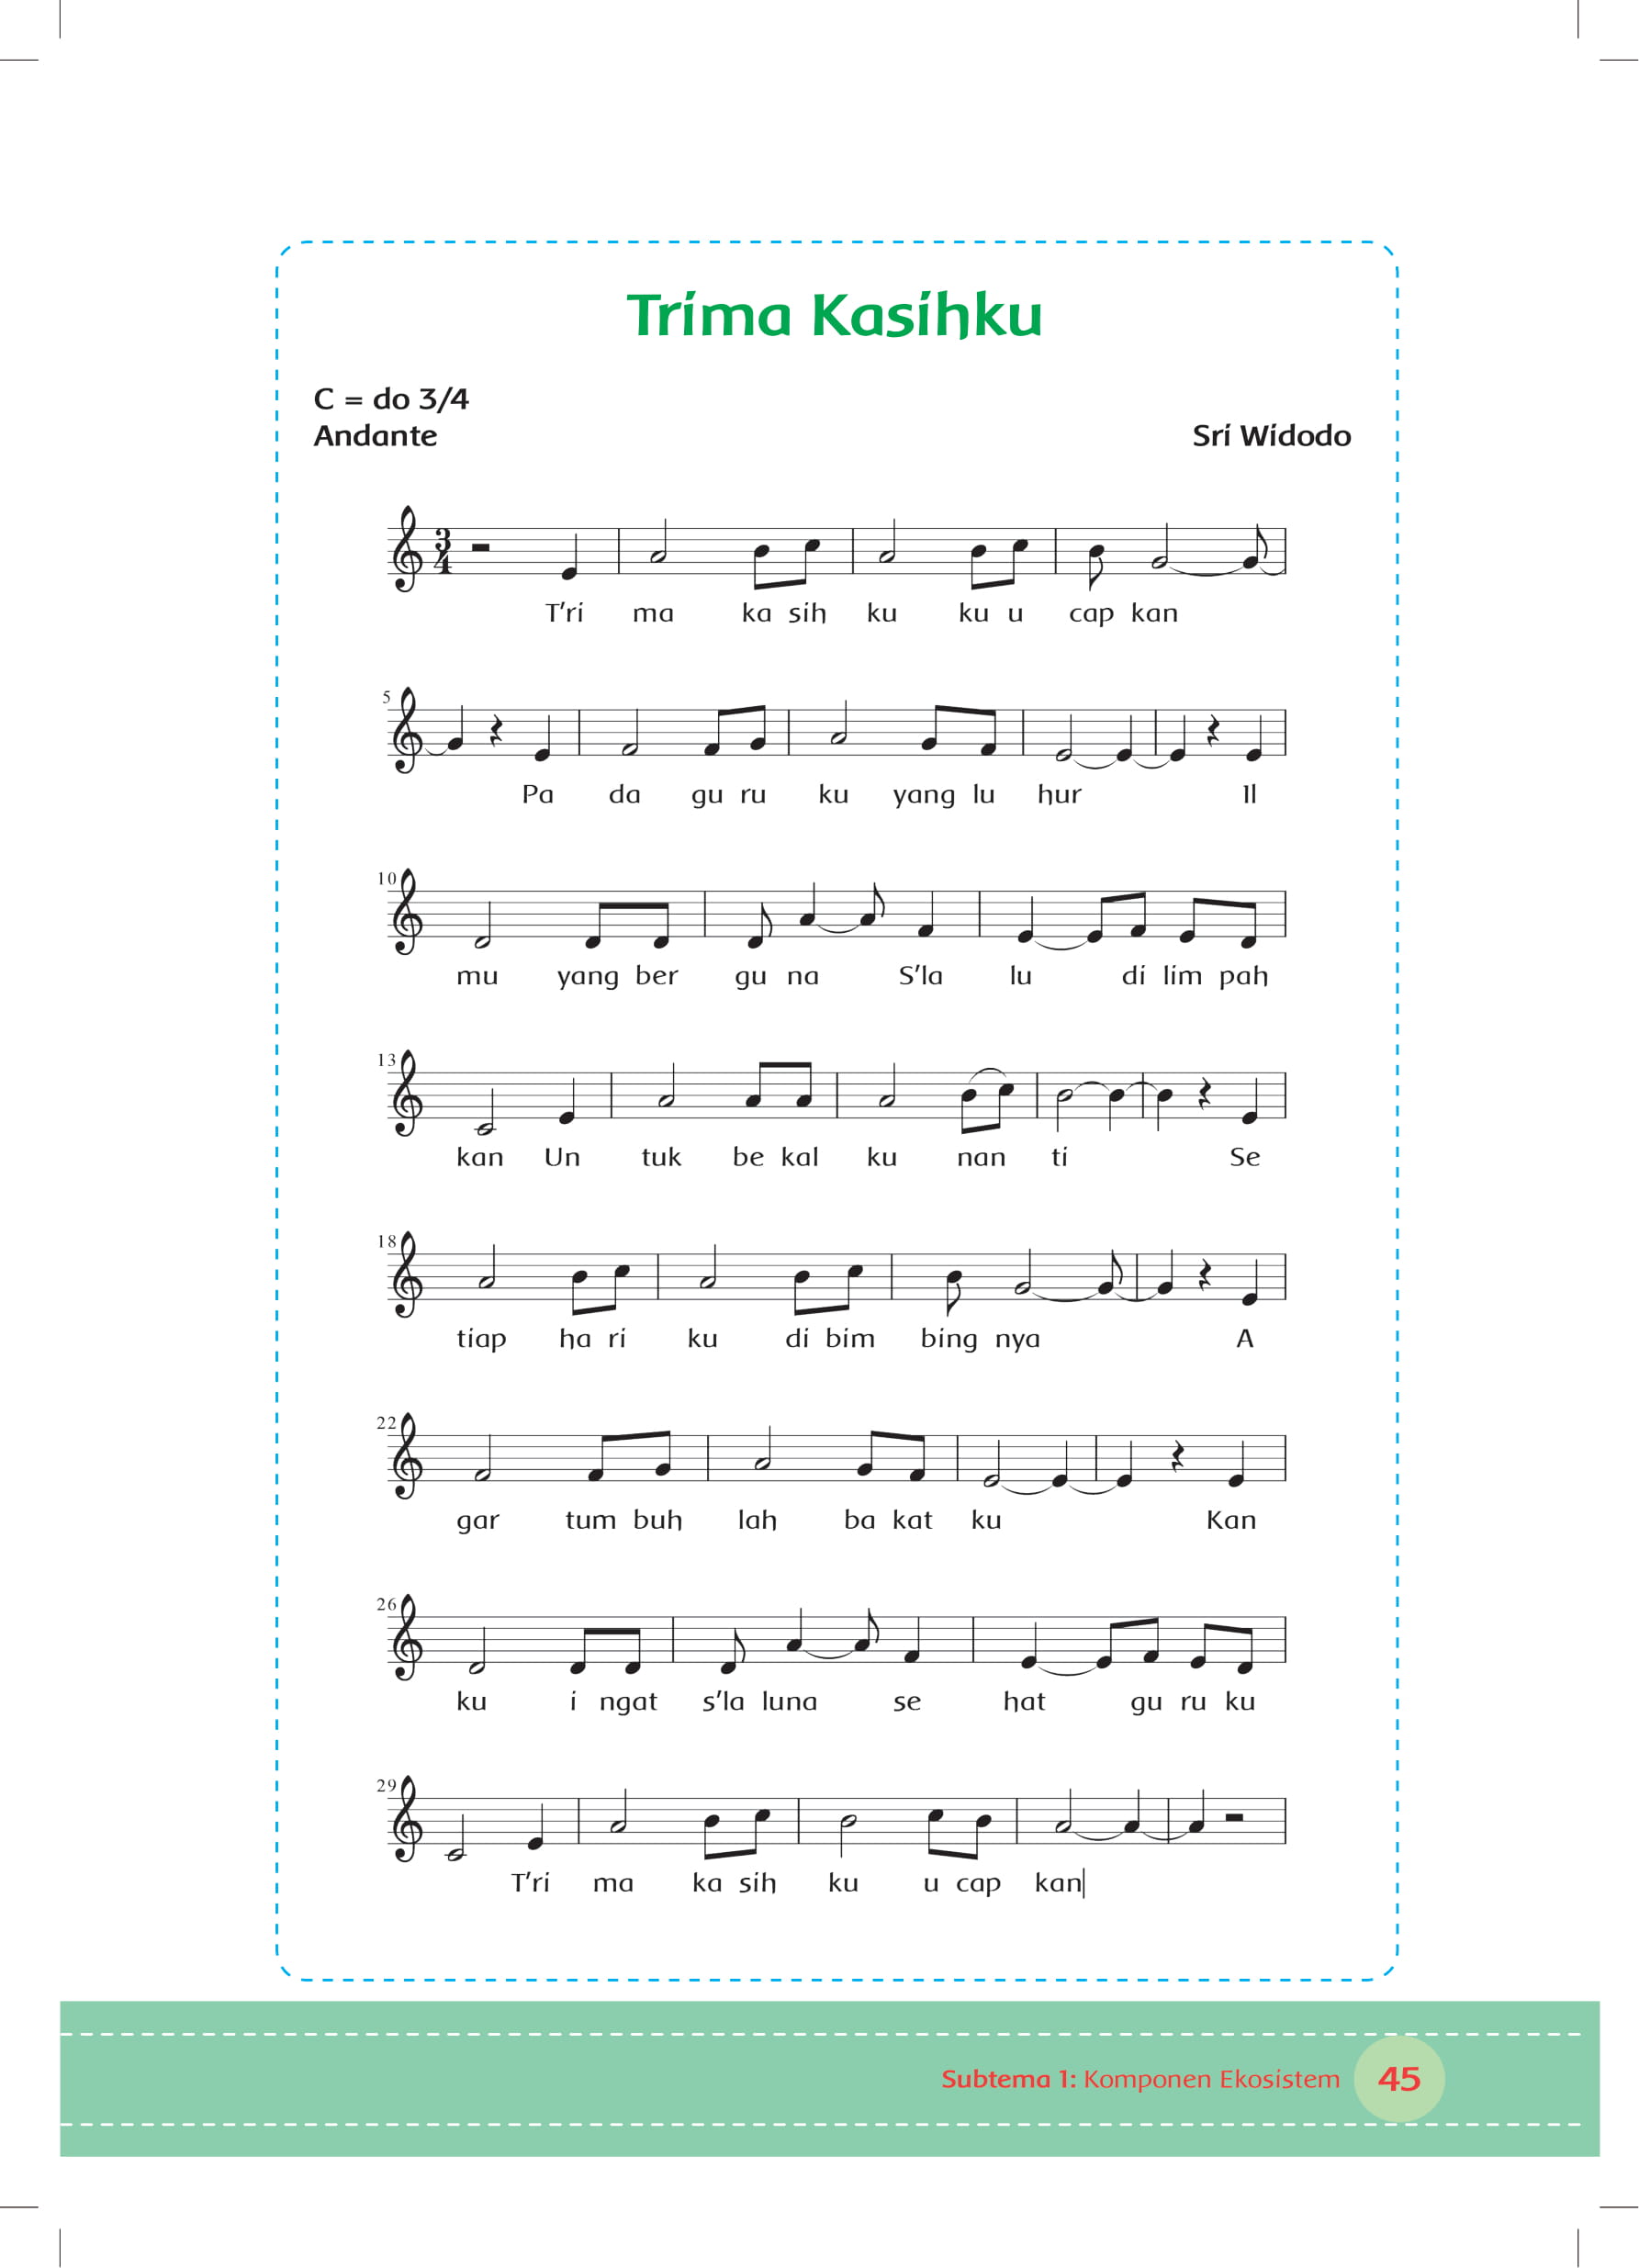 Trima Kasihku
C = do 3/4
Andante
Sri Widodo
3
4
T’ri ma ka sih ku ku u cap kan
5
Pa da gu ru ku yang lu hur Il
10
mu yang ber gu na S’la lu di lim pah
13
kan Un tuk be kal ku nan ti Se
18
tiap ha ri ku di bim bing nya A
22
gar tum buh lah ba kat ku Kan
26
ku i ngat s’la luna se hat gu ru ku
29
T’ri ma ka sih ku u cap kan
Subtema 1: Komponen Ekosistem 45